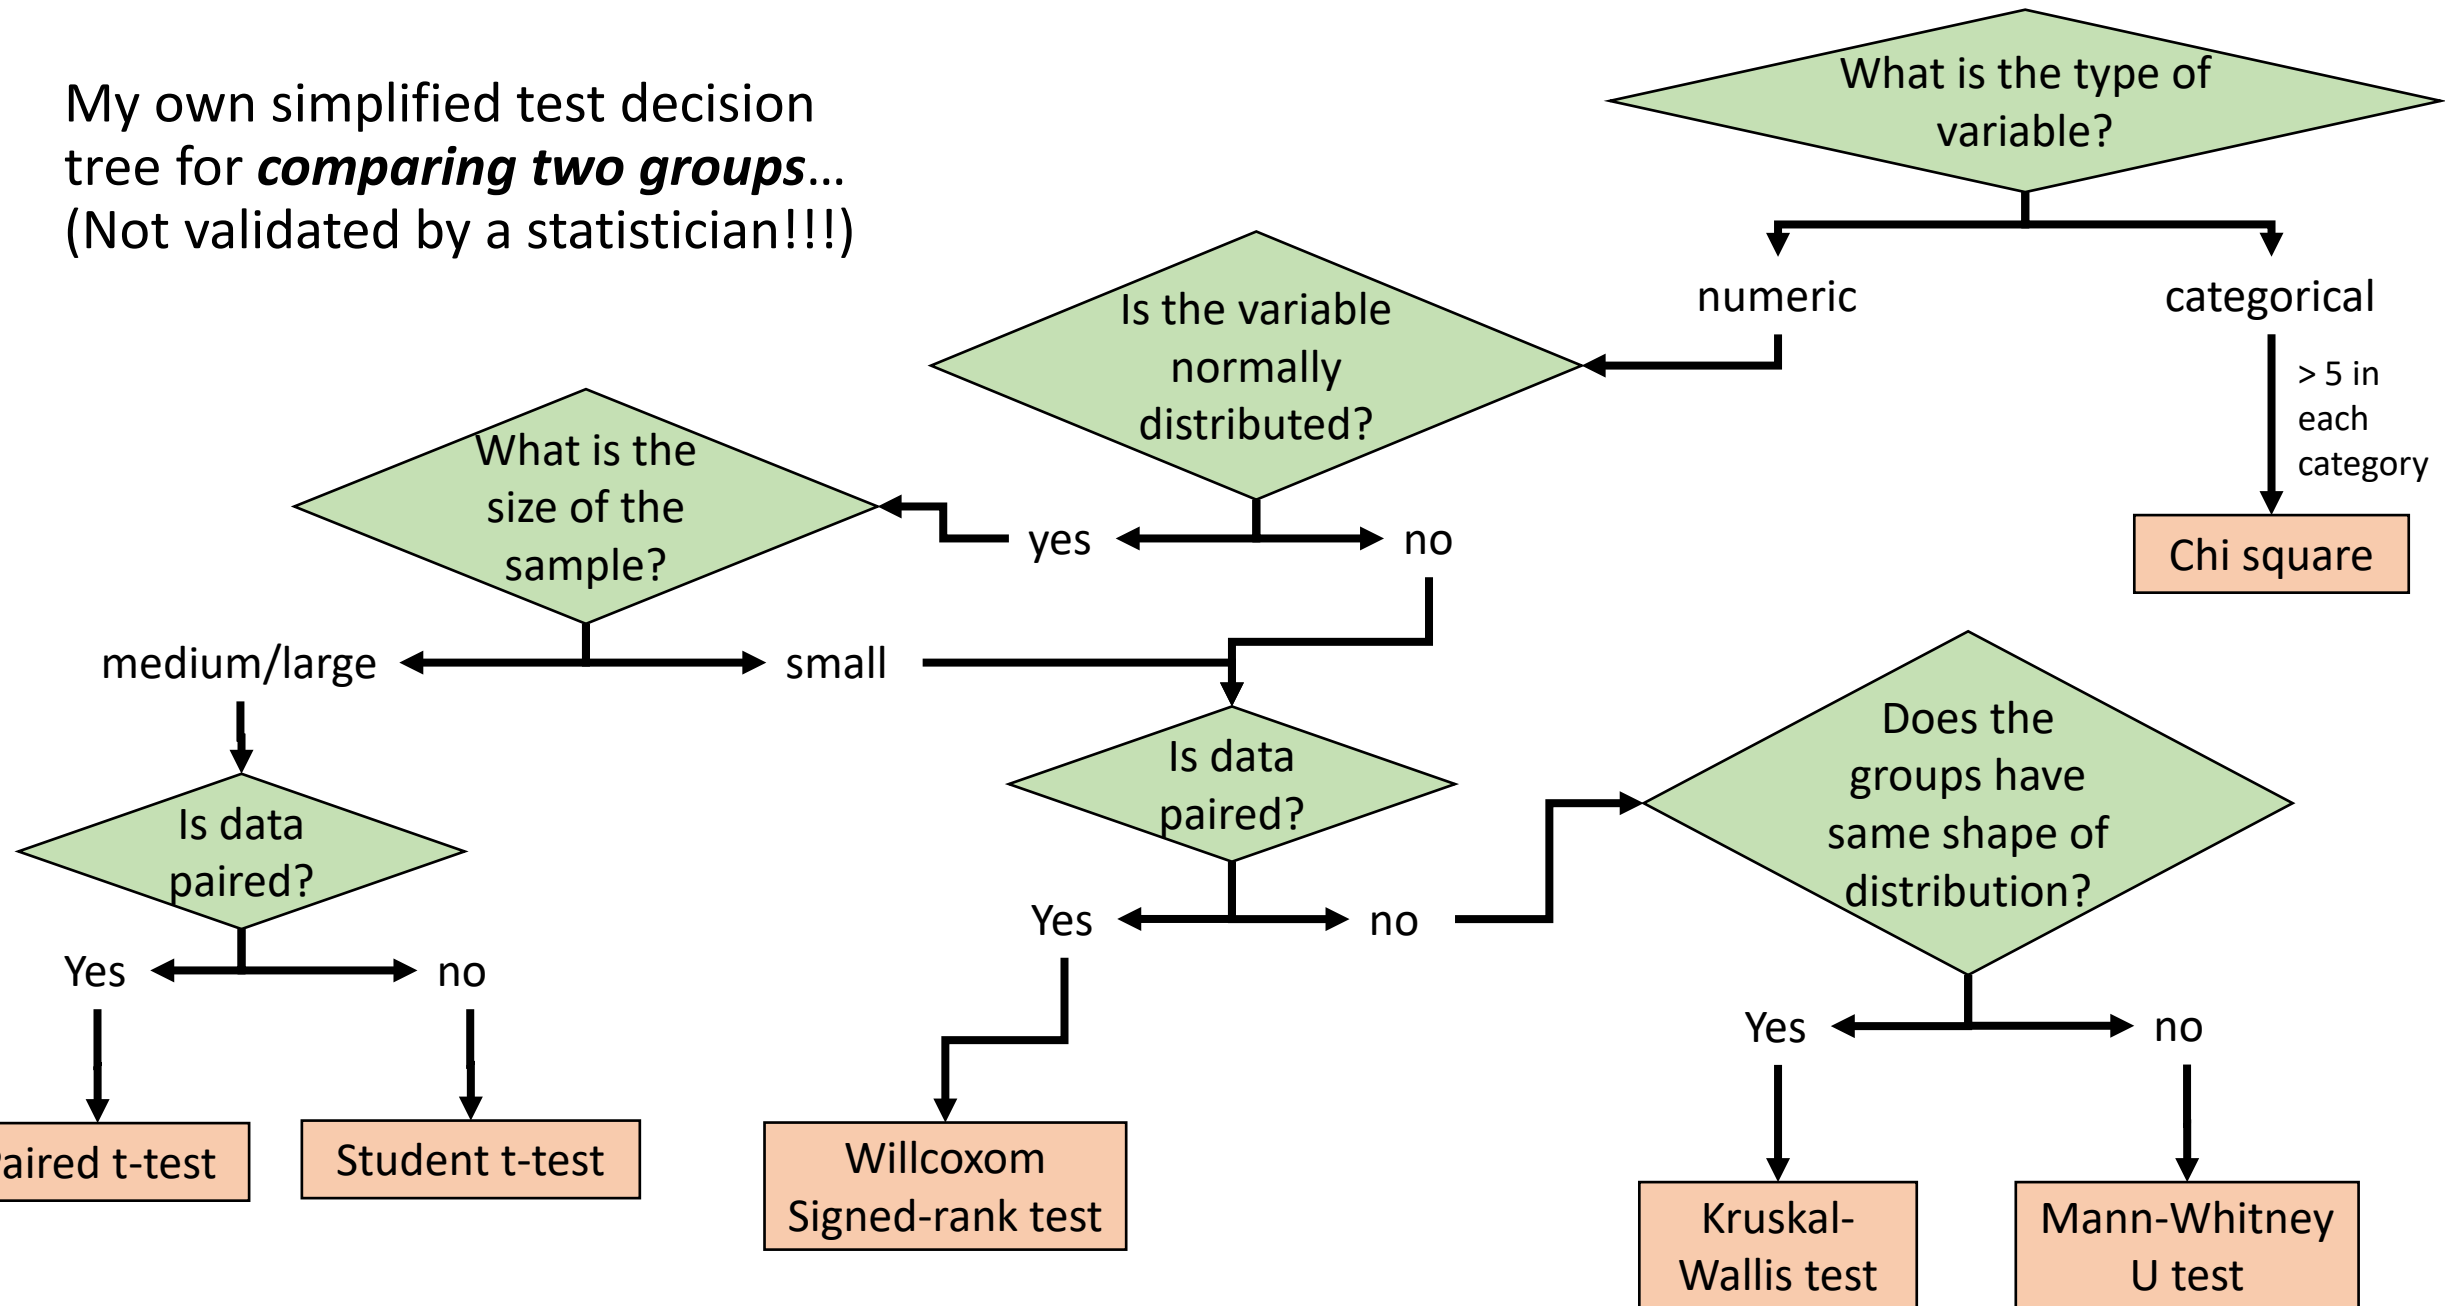 My own simplified test decision
tree for comparing two groups...
(Not validated by a statistician!!!)
What is the type of
variable?
numeric
categorical
> 5 in
each
category
Chi square
Is the variable
normally
distributed?
yes
no
What is the
size of the
sample?
medium/large
small
Is data
paired?
Yes
no
aired t-test
Student t-test
Is data
paired?
Yes
no
Willcoxom
Signed-rank test
Does the
groups have
same shape of
distribution?
Yes
no
Kruskal-
Wallis test
Mann-Whitney
U test